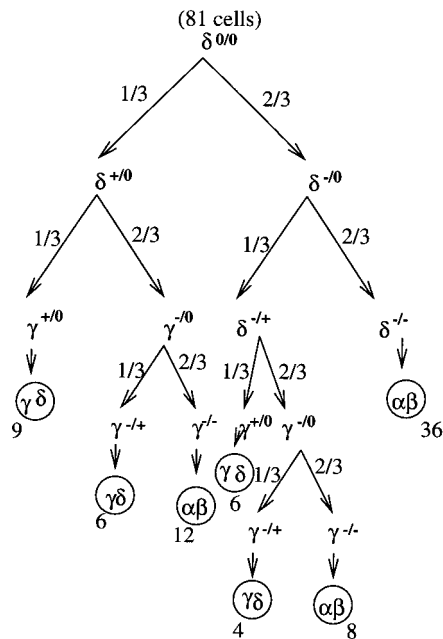 (81 cells)
δ0/0
1/3 2/3
δ+/0 δ-/0
1/3 2/3 1/3 2/3
γ+/0 γ-/0 δ-/+ δ-/-
1/3 2/3 1/3 2/3
γδ αβ
9 36
γ-/+ γ-/- γ+/0 γ-/0
γδ αβ γδ 1/3 2/3
6 12 6
γ-/+ γ-/-
γδ αβ
4 8